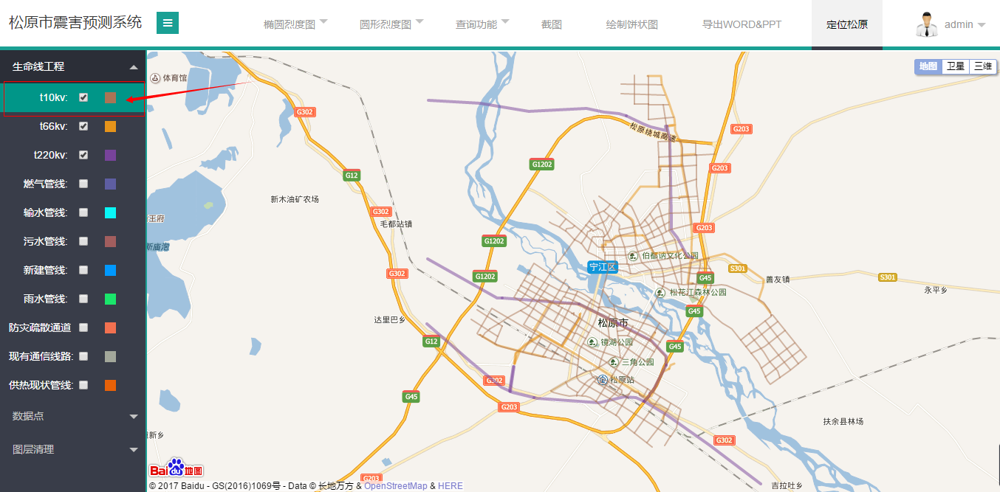 松原市震害预测系统
椭圆烈度图
圆形烈度图
查询功能
截图
绘制饼状图
导出WORD&PPT
定位松原
admin
生命线工程
t10kv:
t66kv:
t220kv:
燃气管线:
输水管线:
污水管线:
新建管线:
雨水管线:
防灾疏散通道
现有通信线路:
供热现状管线:
数据点
图层清理
地图 卫星 三维
体育馆
G302
G203
松原绕城高速
G1202
G203
G12
新木油矿农场
G302
毛都站镇
王府
G203
新庙泡
G1202
伯都讷文化公园
宁江区
S301
G302
G1202
G45
善友镇
S301
永平乡
松花江森林公园
G45
达里巴乡
松原市
G12
镜湖公园
G45
三角公园
G302
松原站
G45
G203
扶余县林场
新乡
G302
Bai du 地图
G203
吉拉吐乡
© 2017 Baidu - GS(2016)1069号 - Data © 长地万方 & OpenStreetMap & HERE